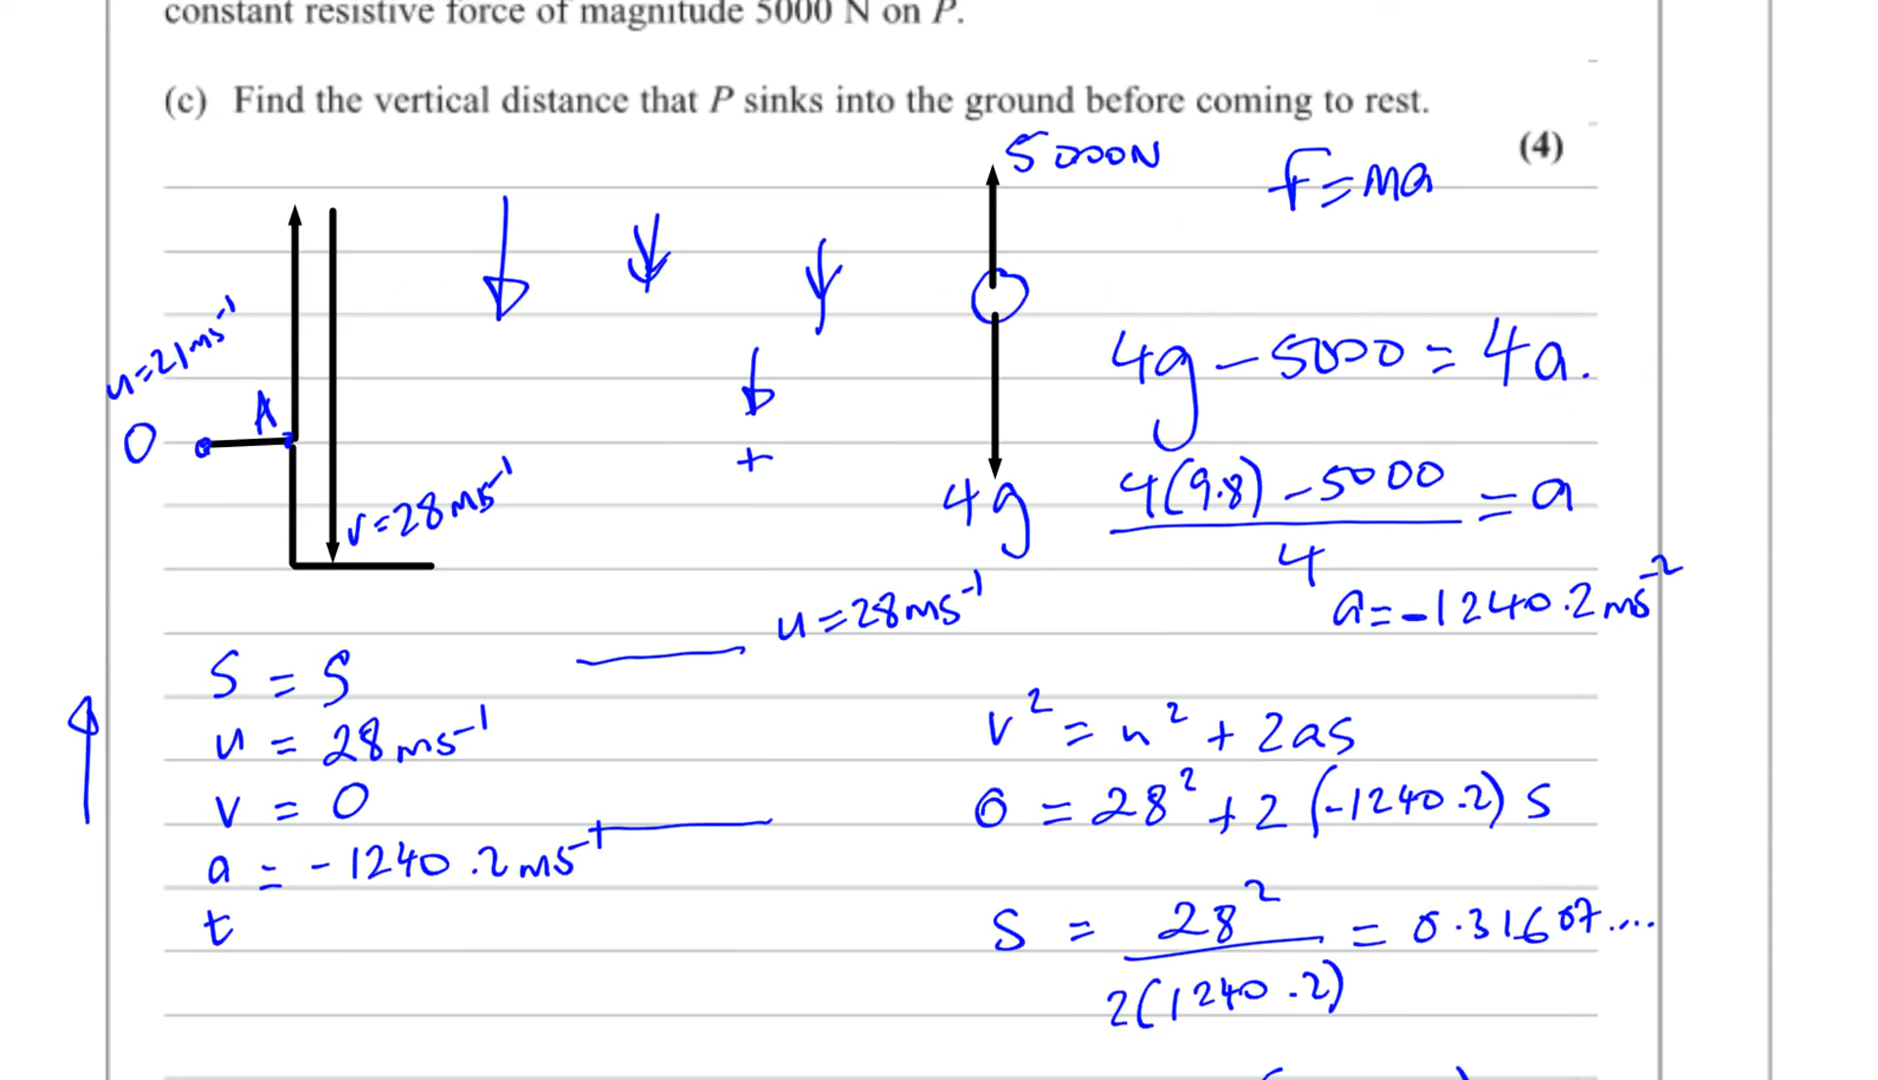 constant resistive force of magnitude 5000 N on P.
(c) Find the vertical distance that P sinks into the ground before coming to rest.
(4)
5000N
F=ma
u=21ms⁻¹
O
A
v=28ms⁻¹
+
4g
4g - 5000 = 4a.
4(9.8) - 5000 / 4 = a
a = -1240.2ms⁻²
u = 28ms⁻¹
S = S
u = 28ms⁻¹
v = 0
a = -1240.2ms⁻¹
t
v² = u² + 2as
0 = 28² + 2(-1240.2) s
S = 28² / 2(1240.2) = 0.31607....